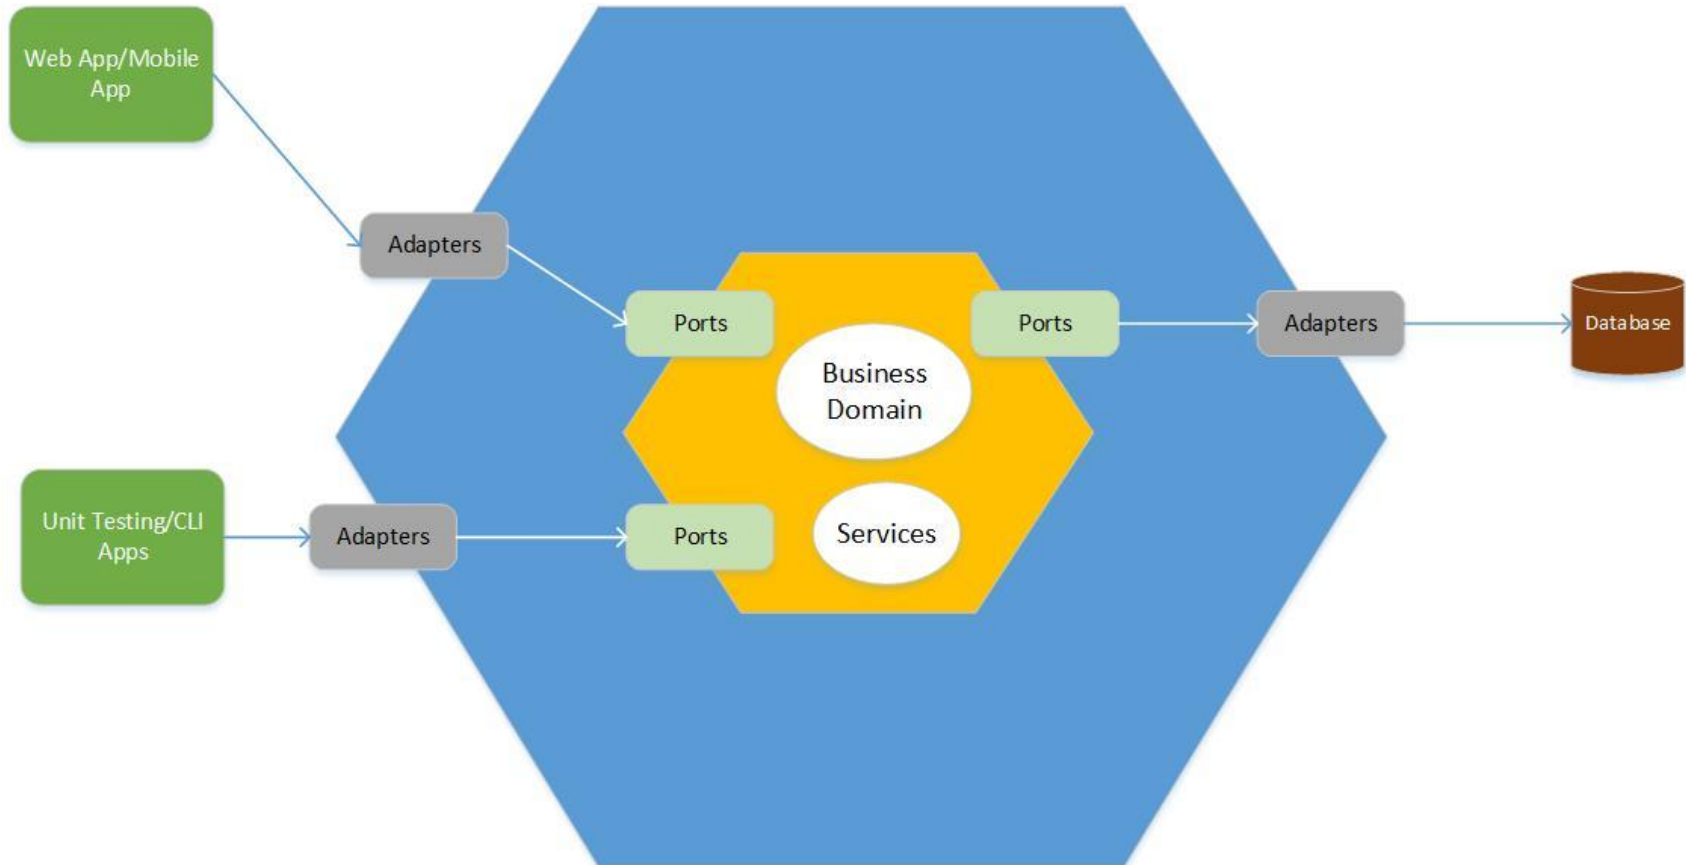 Web App/Mobile
App
Adapters
Ports
Ports
Adapters
Database
Business
Domain
Unit Testing/CLI
Apps
Adapters
Ports
Services